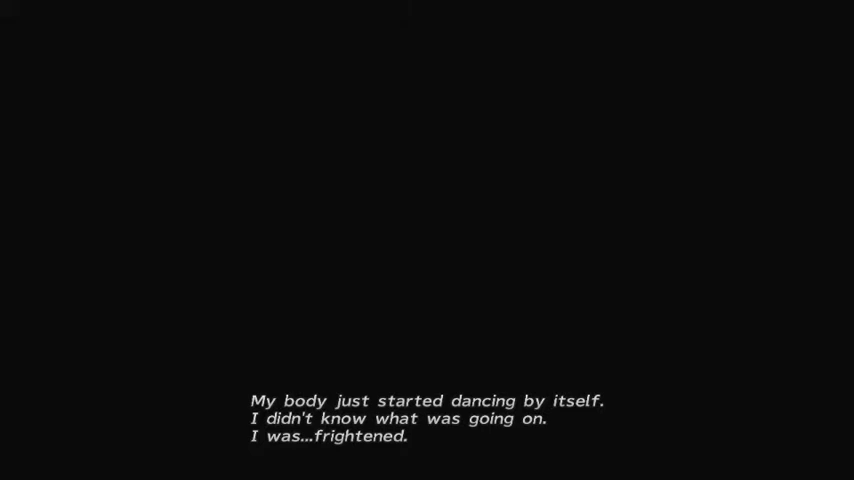 My body just started dancing by itself.
I didn't know what was going on.
I was...frightened.